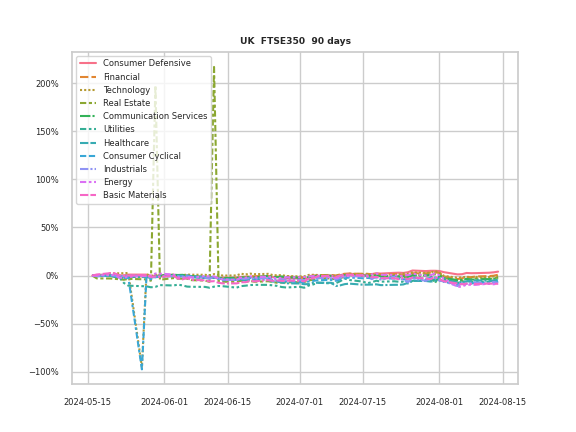 UK FTSE350 90 days
Consumer Defensive
Financial
Technology
Real Estate
Communication Services
Utilities
Healthcare
Consumer Cyclical
Industrials
Energy
Basic Materials
200%
150%
100%
50%
0%
−50%
−100%
2024-05-15 2024-06-01 2024-06-15 2024-07-01 2024-07-15 2024-08-01 2024-08-15